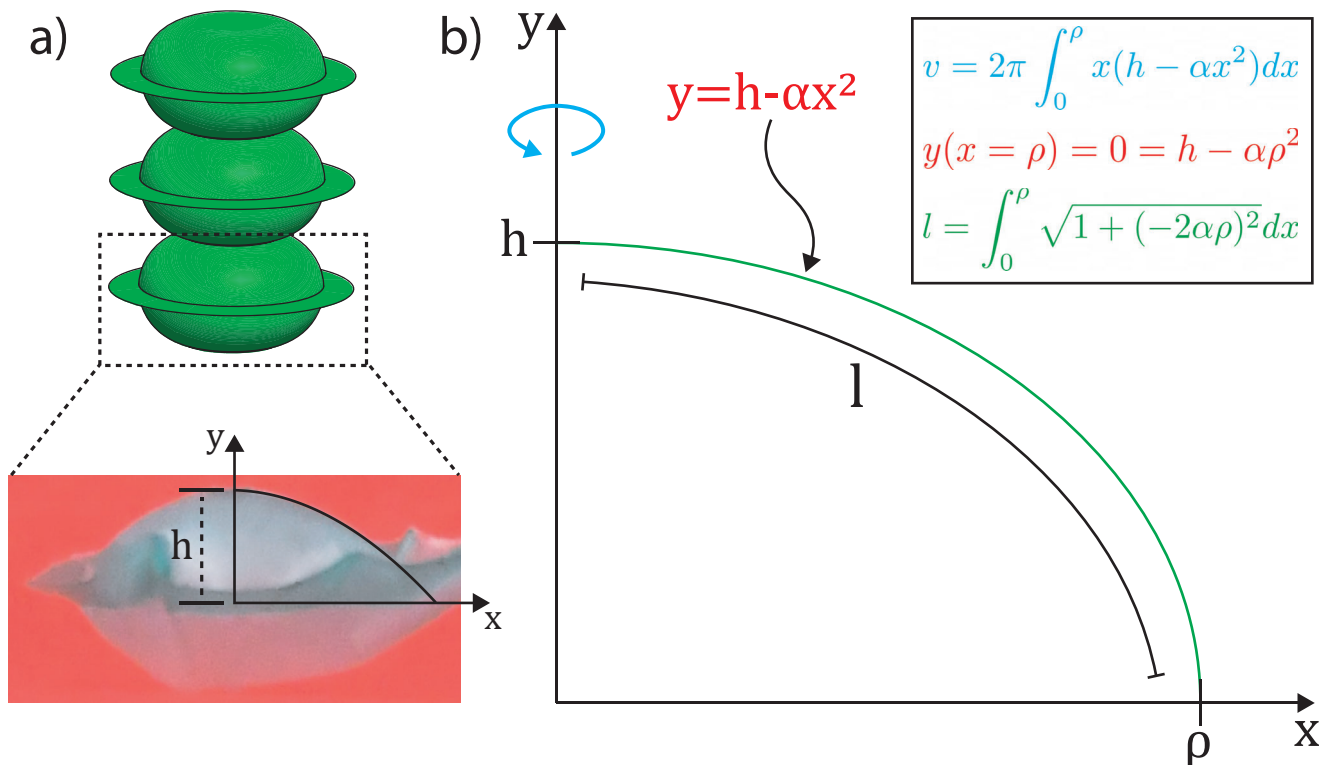 a)
y
h
x
b)
y
y=h-αx²
h
l
ρ
x
v = 2π ∫₀^ρ x(h − αx²)dx
y(x = ρ) = 0 = h − αρ²
l = ∫₀^ρ √(1 + (−2αρ)²)dx